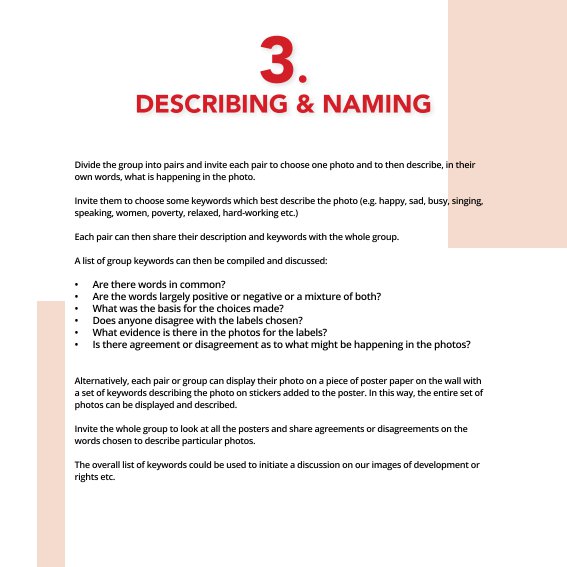 3.
DESCRIBING & NAMING
Divide the group into pairs and invite each pair to choose one photo and to then describe, in their
own words, what is happening in the photo.
Invite them to choose some keywords which best describe the photo (e.g. happy, sad, busy, singing,
speaking, women, poverty, relaxed, hard-working etc.)
Each pair can then share their description and keywords with the whole group.
A list of group keywords can then be compiled and discussed:
• Are there words in common?
• Are the words largely positive or negative or a mixture of both?
• What was the basis for the choices made?
• Does anyone disagree with the labels chosen?
• What evidence is there in the photos for the labels?
• Is there agreement or disagreement as to what might be happening in the photos?
Alternatively, each pair or group can display their photo on a piece of poster paper on the wall with
a set of keywords describing the photo on stickers added to the poster. In this way, the entire set of
photos can be displayed and described.
Invite the whole group to look at all the posters and share agreements or disagreements on the
words chosen to describe particular photos.
The overall list of keywords could be used to initiate a discussion on our images of development or
rights etc.